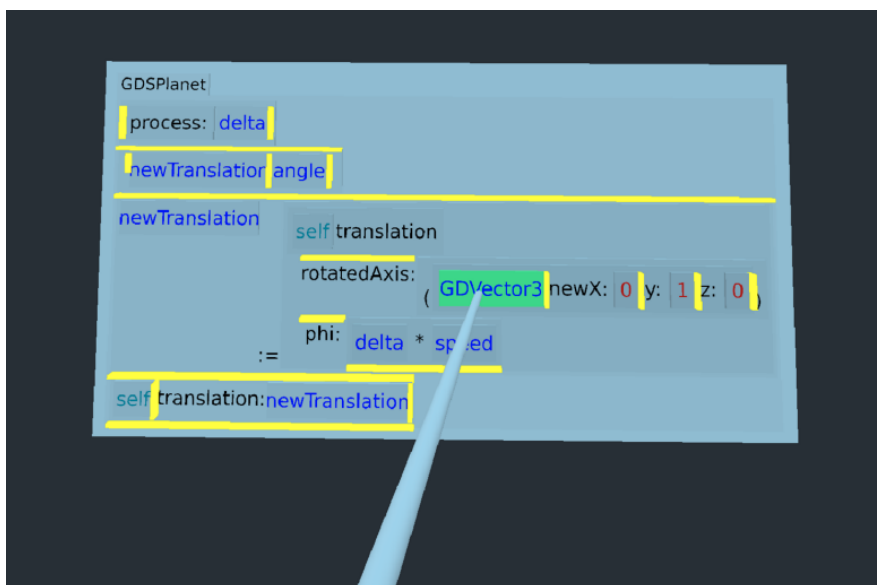 GDSPlanet
process: delta
newTranslation angle
newTranslation := self translation
rotatedAxis: ( GDVector3 newX: 0 y: 1 z: 0 )
phi: delta * speed
self translation: newTranslation